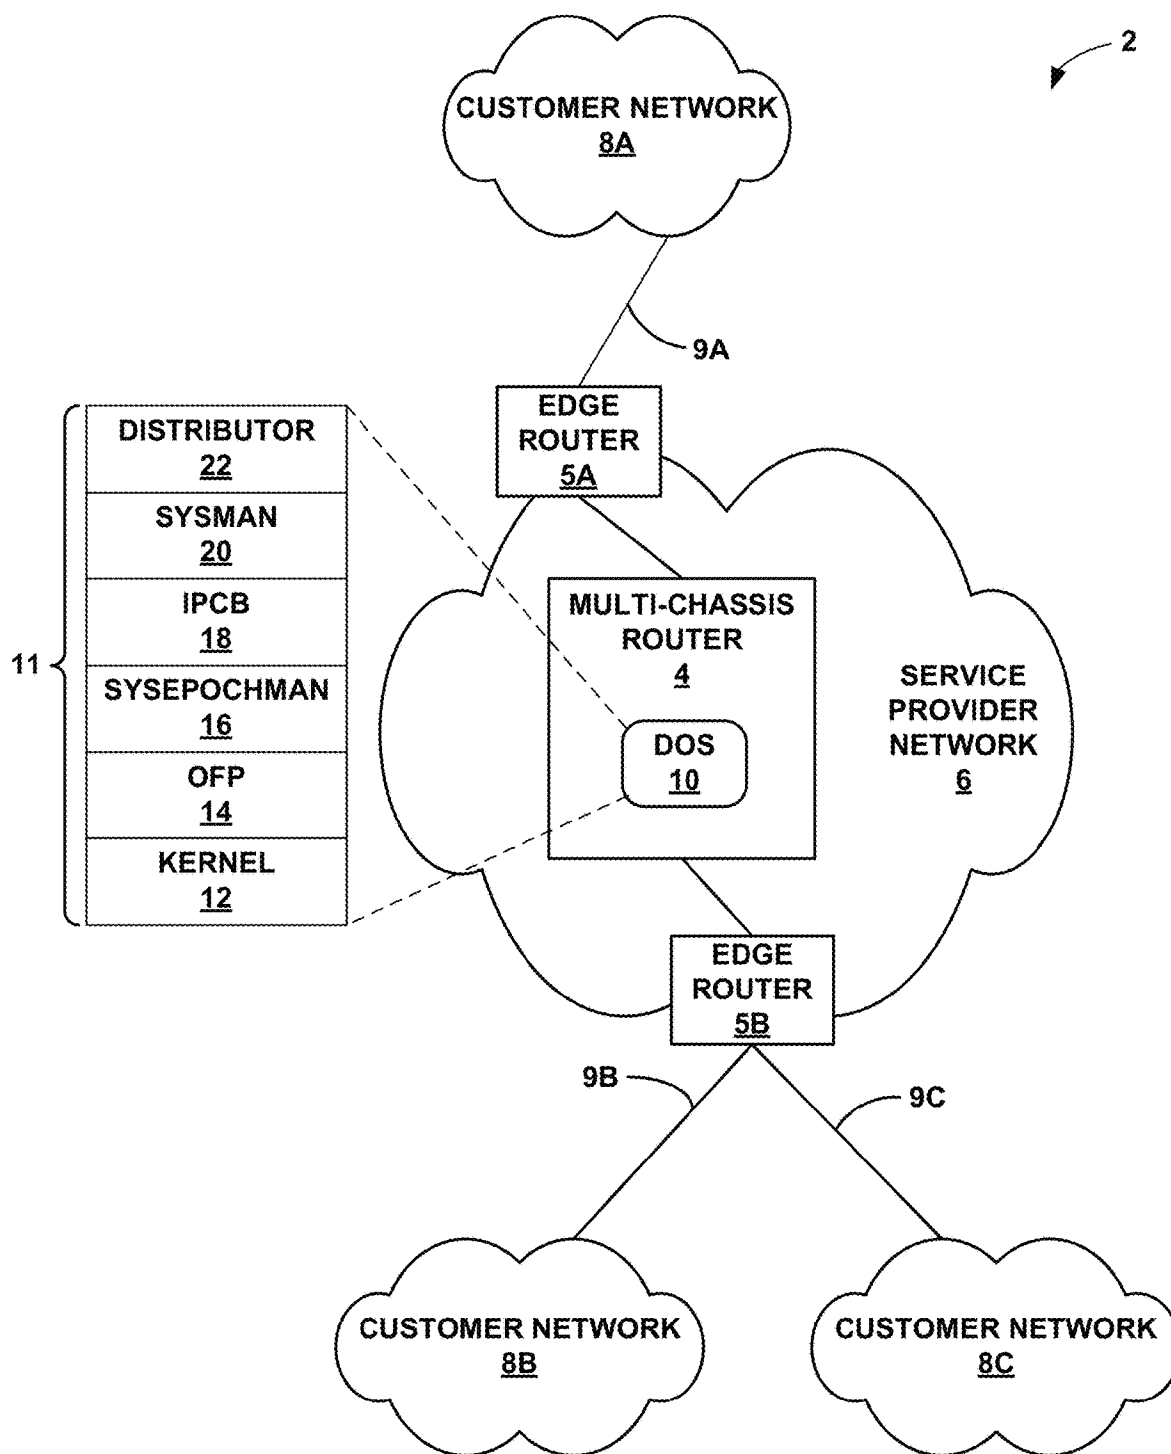 2
CUSTOMER NETWORK
8A
9A
EDGE
ROUTER
5A
DISTRIBUTOR
22
SYSMAN
20
IPCB
18
SYSEPOCHMAN
16
OFP
14
KERNEL
12
11
MULTI-CHASSIS
ROUTER
4
DOS
10
SERVICE
PROVIDER
NETWORK
6
EDGE
ROUTER
5B
9B
9C
CUSTOMER NETWORK
8B
CUSTOMER NETWORK
8C